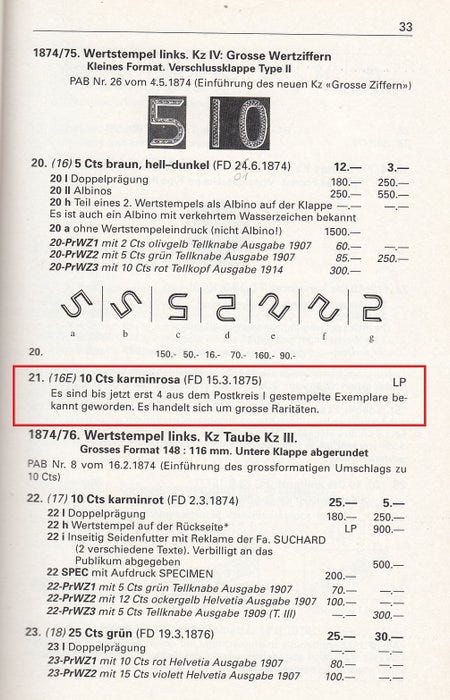 33
1874/75. Wertstempel links. Kz IV: Grosse Wertziffern
Kleines Format. Verschlussklappe Type II
PAB Nr. 26 vom 4.5.1874 (Einführung des neuen Kz «Grosse Ziffern»)
5 10
20. (16) 5 Cts braun, hell–dunkel (FD 24.6.1874) 12.— 3.—
01
20 I Doppelprägung 180.— 250.—
20 II Albinos 250.— 550.—
20 h Teil eines 2. Wertstempels als Albino auf der Klappe —.— —.—
Es ist auch ein Albino mit verkehrtem Wasserzeichen bekannt
20 a ohne Wertstempeleindruck (nicht Albino!) 1500.—
20-PrWZ1 mit 2 Cts olivgelb Tellknabe Ausgabe 1907 60.— —.—
20-PrWZ2 mit 5 Cts grün Tellknabe Ausgabe 1907 85.— 250.—
20-PrWZ3 mit 10 Cts rot Tellkopf Ausgabe 1914 300.—
5 5 5 5 5 5 5
a b c d e f g
20. 150.- 50.- 16.- 70.- 160.- 90.-
21. (16E) 10 Cts karminrosa (FD 15.3.1875) LP
Es sind bis jetzt erst 4 aus dem Postkreis I gestempelte Exemplare be-
kannt geworden. Es handelt sich um grosse Raritäten.
1874/76. Wertstempel links. Kz Taube Kz III.
Grosses Format 148 : 116 mm. Untere Klappe abgerundet
PAB Nr. 8 vom 16.2.1874 (Einführung des grossformatigen Umschlags zu
10 Cts)
22. (17) 10 Cts karminrot (FD 2.3.1874) 25.— 5.—
22 I Doppelprägung 180.— 250.—
22 h Wertstempel auf der Rückseite* LP 900.—
22 i Inseitig Seidenfutter mit Reklame der Fa. SUCHARD
(2 verschiedene Texte). Verbilligt an das
Publikum abgegeben 500.—
22 SPEC mit Aufdruck SPECIMEN 200.—
22-PrWZ1 mit 5 Cts grün Tellknabe Ausgabe 1907 70.— —.—
22-PrWZ2 mit 12 Cts ockergelb Helvetia Ausgabe 1907 100.— —.—
22-PrWZ3 mit 5 Cts Tellknabe Ausgabe 1909 (T. III) —.— 300.—
23. (18) 25 Cts grün (FD 19.3.1876) 25.— 30.—
23 I Doppelprägung —.— —.—
23-PrWZ1 mit 10 Cts rot Helvetia Ausgabe 1907 80.— —.—
23-PrWZ2 mit 15 Cts violett Helvetia Ausgabe 1907 100.— —.—